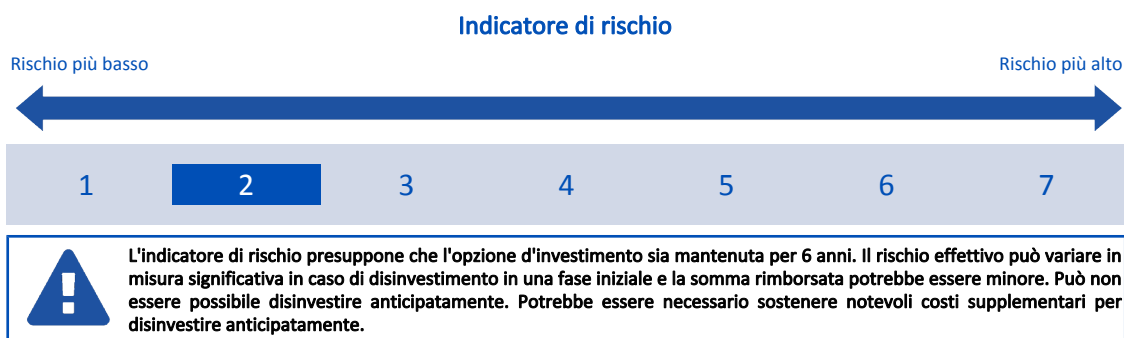 Indicatore di rischio
Rischio più basso
Rischio più alto
1 2 3 4 5 6 7
L'indicatore di rischio presuppone che l'opzione d'investimento sia mantenuta per 6 anni. Il rischio effettivo può variare in
misura significativa in caso di disinvestimento in una fase iniziale e la somma rimborsata potrebbe essere minore. Può non
essere possibile disinvestire anticipatamente. Potrebbe essere necessario sostenere notevoli costi supplementari per
disinvestire anticipatamente.